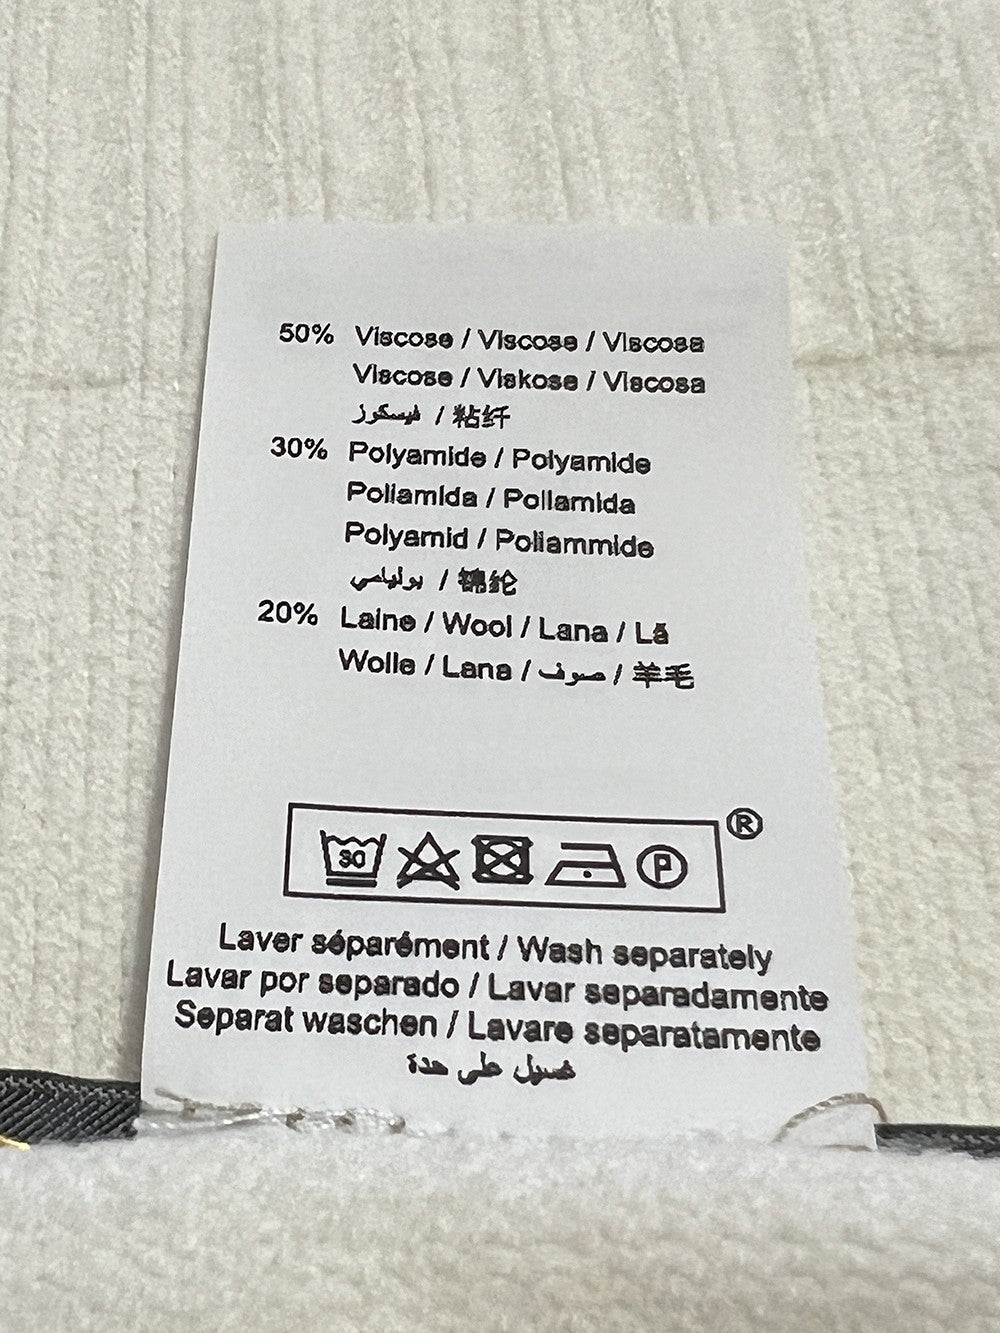 50% Viscose / Viscose / Viscosa
Viscose / Viskose / Viscosa
فيسكوز / 粘纤
30% Polyamide / Polyamide
Poliamida / Poliamida
Polyamid / Poliammide
بوليامي / 锦纶
20% Laine / Wool / Lana / Lã
Wolle / Lana / صوف / 羊毛
®
30 P
Laver séparément / Wash separately
Lavar por separado / Lavar separadamente
Separat waschen / Lavare separatamente
غسيل على حدة